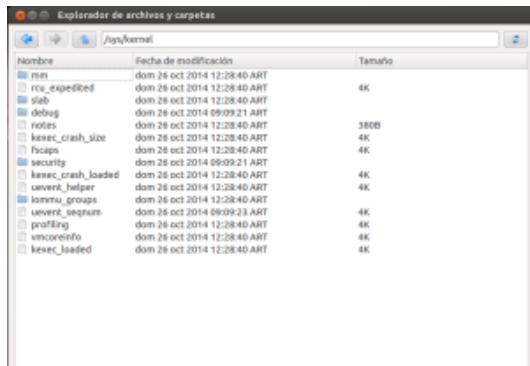 Explorador de archivos y carpetas
/sys/kernel
Nombre Fecha de modificación Tamaño
mm dom 26 oct 2014 12:28:40 ART
rcu_expedited dom 26 oct 2014 12:28:40 ART 4K
slab dom 26 oct 2014 12:28:40 ART
debug dom 26 oct 2014 09:09:21 ART
notes dom 26 oct 2014 12:28:40 ART 380B
kexec_crash_size dom 26 oct 2014 12:28:40 ART 4K
fscaps dom 26 oct 2014 12:28:40 ART 4K
security dom 26 oct 2014 09:09:21 ART
kexec_crash_loaded dom 26 oct 2014 12:28:40 ART 4K
uevent_helper dom 26 oct 2014 12:28:40 ART 4K
iommu_groups dom 26 oct 2014 12:28:40 ART
uevent_seqnum dom 26 oct 2014 09:09:23 ART 4K
profiling dom 26 oct 2014 12:28:40 ART 4K
vmcoreinfo dom 26 oct 2014 12:28:40 ART 4K
kexec_loaded dom 26 oct 2014 12:28:40 ART 4K